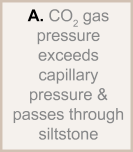 A. CO₂ gas
pressure
exceeds
capillary
pressure &
passes through
siltstone